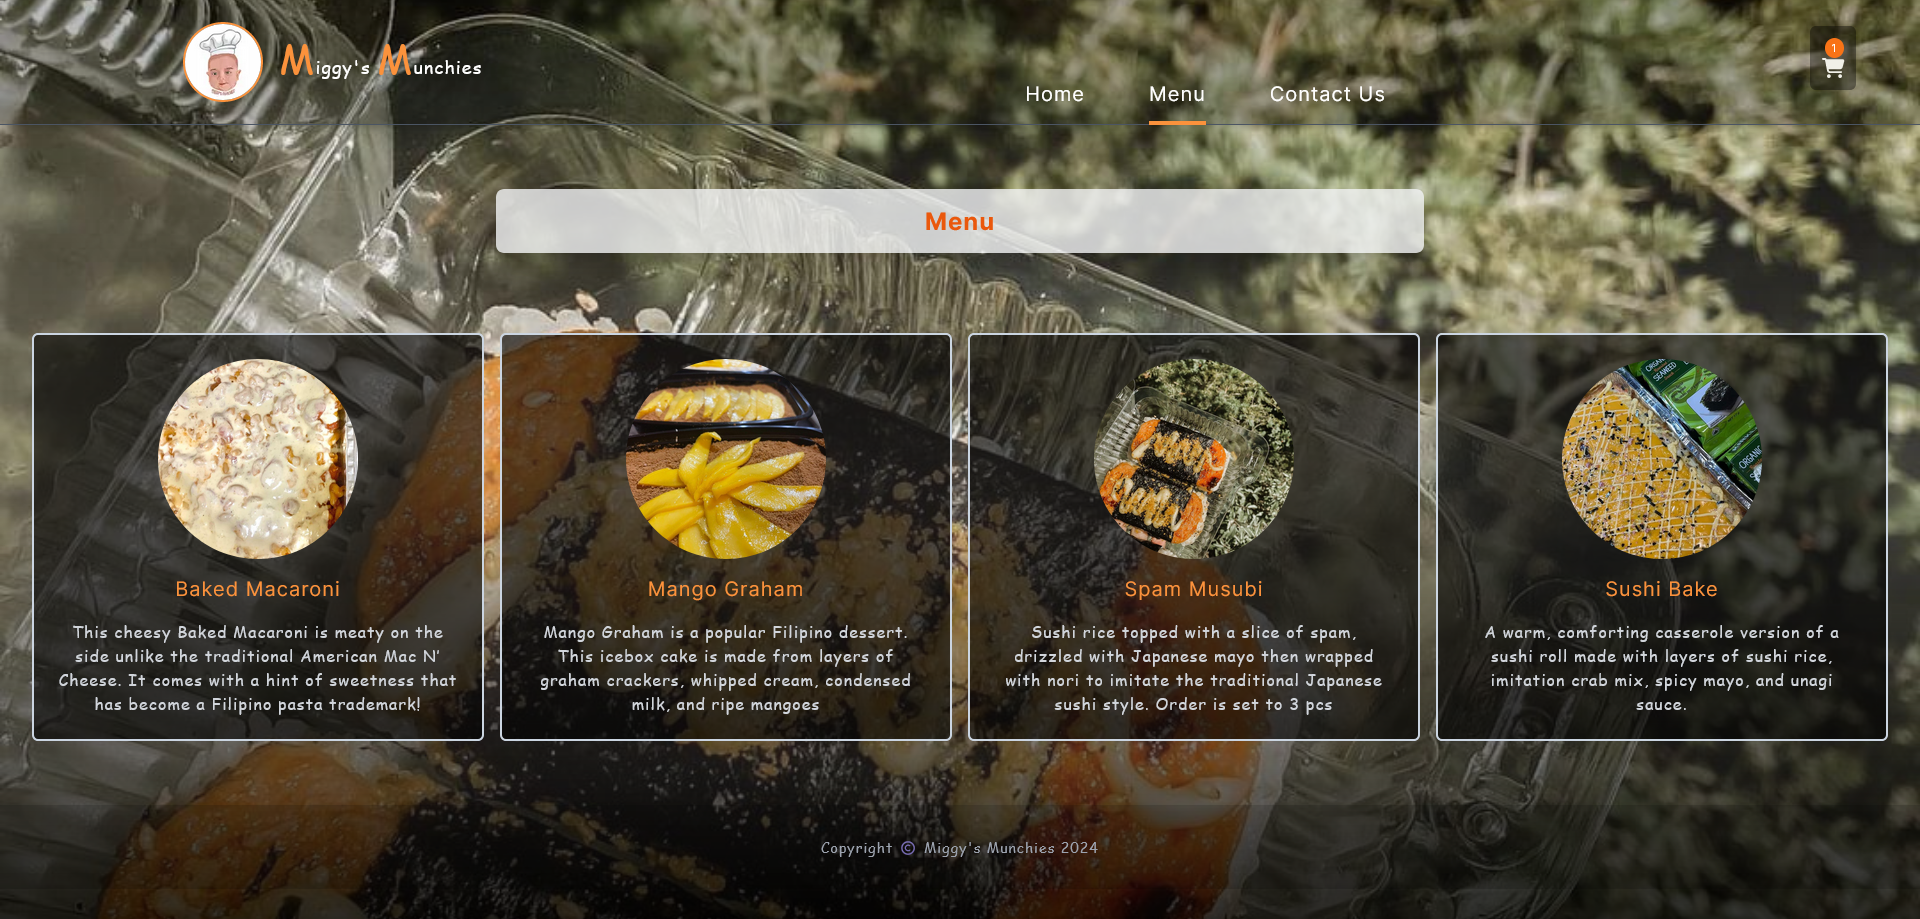 Miggy's Munchies
Home
Menu
Contact Us
1
Menu
ORGANIC
SEAWEED
Baked Macaroni
Mango Graham
Spam Musubi
Sushi Bake
This cheesy Baked Macaroni is meaty on the
side unlike the traditional American Mac N'
Cheese. It comes with a hint of sweetness that
has become a Filipino pasta trademark!
Mango Graham is a popular Filipino dessert.
This icebox cake is made from layers of
graham crackers, whipped cream, condensed
milk, and ripe mangoes
Sushi rice topped with a slice of spam,
drizzled with Japanese mayo then wrapped
with nori to imitate the traditional Japanese
sushi style. Order is set to 3 pcs
A warm, comforting casserole version of a
sushi roll made with layers of sushi rice,
imitation crab mix, spicy mayo, and unagi
sauce.
Copyright © Miggy's Munchies 2024